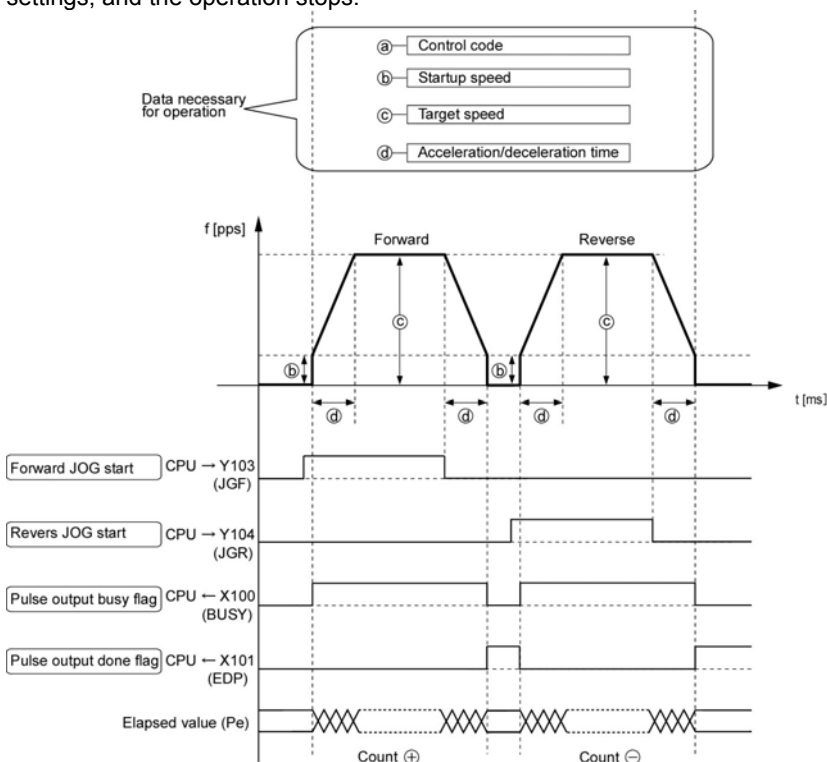 settings, and the operation stops.
ⓐ Control code
ⓑ Startup speed
Data necessary
for operation
ⓒ Target speed
ⓓ Acceleration/deceleration time
f [pps]
Forward
Reverse
ⓒ
ⓒ
ⓑ
ⓑ
t [ms]
ⓓ
ⓓ
ⓓ
ⓓ
Forward JOG start CPU → Y103
(JGF)
Revers JOG start CPU → Y104
(JGR)
Pulse output busy flag CPU ← X100
(BUSY)
Pulse output done flag CPU ← X101
(EDP)
Elapsed value (Pe)
Count ⊕
Count ⊖